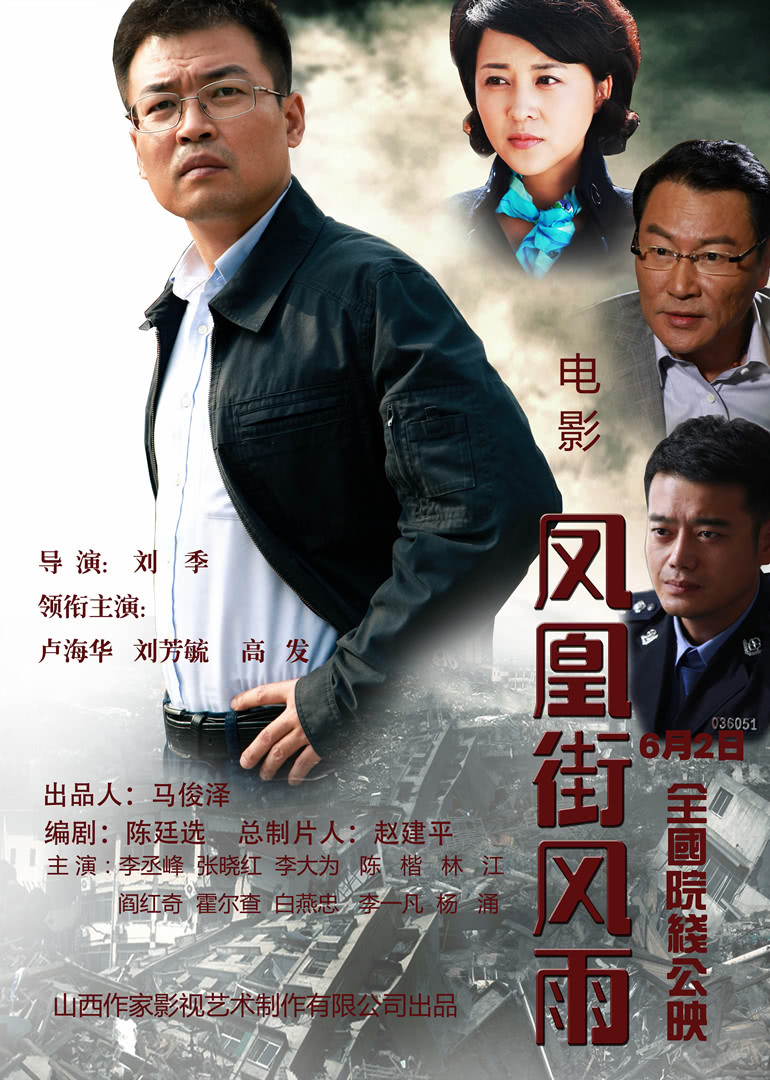 电影
凤凰街风雨
导演：刘季
领衔主演：
卢海华 刘芳毓 高发
036051
6月2日
全國院綫公映
出品人：马俊泽
编剧：陈廷选 总制片人：赵建平
主演：李丞峰 张晓红 李大为 陈楷 林江
阎红奇 霍尔查 白燕忠 李一凡 杨涌
山西作家影视艺术制作有限公司出品